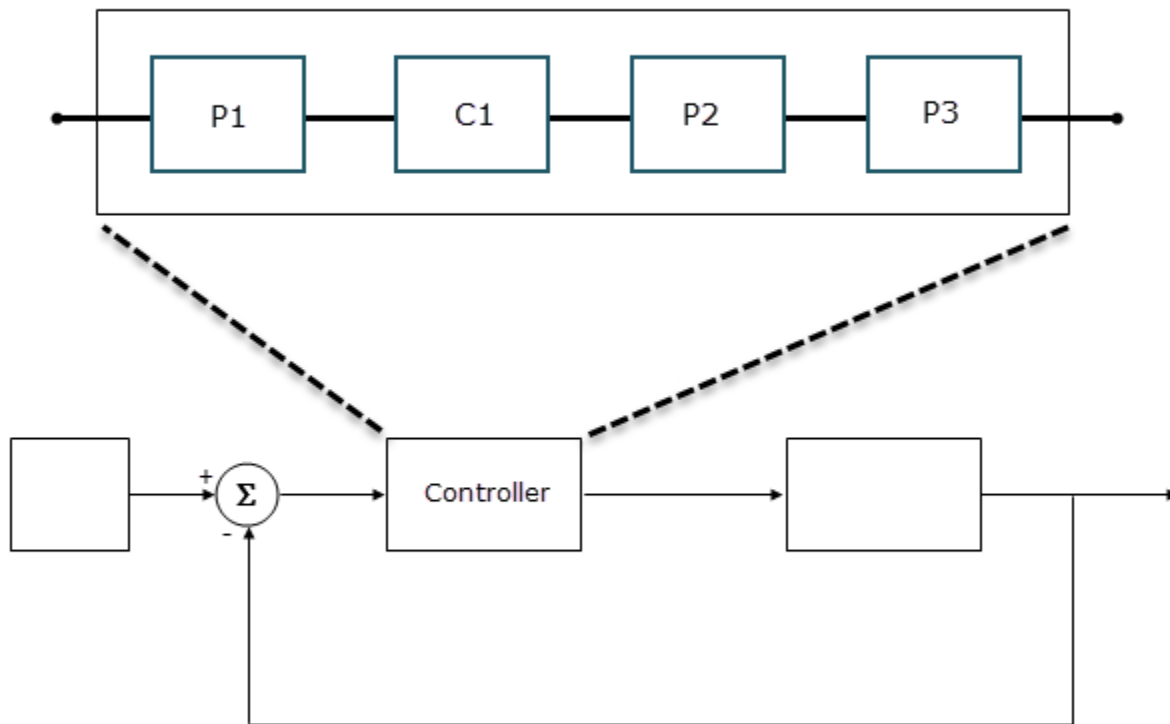 P1 C1 P2 P3
+
Σ Controller
-